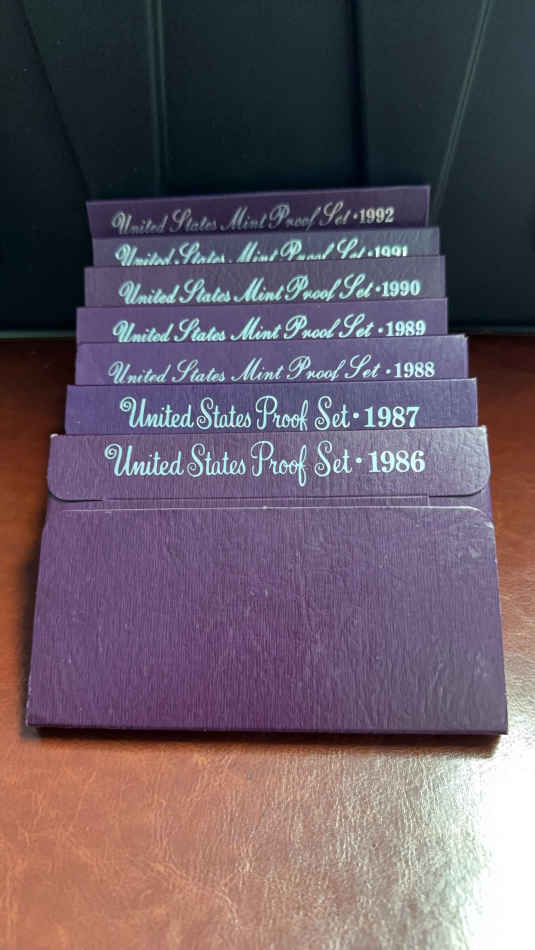 United States Mint Proof Set • 1992
United States Mint Proof Set • 1991
United States Mint Proof Set • 1990
United States Mint Proof Set • 1989
United States Mint Proof Set • 1988
United States Proof Set • 1987
United States Proof Set • 1986